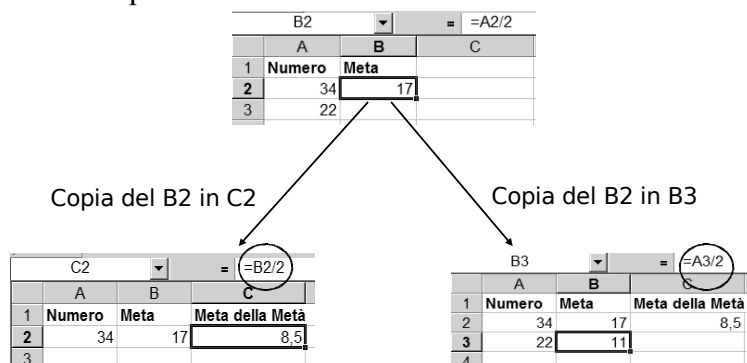 B2 = =A2/2
A B C
1 Numero Meta
2 34 17
3 22
Copia del B2 in C2
Copia del B2 in B3
C2 = =B2/2
A B C
1 Numero Meta Meta della Metà
2 34 17 8,5
3
B3 = =A3/2
A B C
1 Numero Meta Meta della Metà
2 34 17 8,5
3 22 11
4